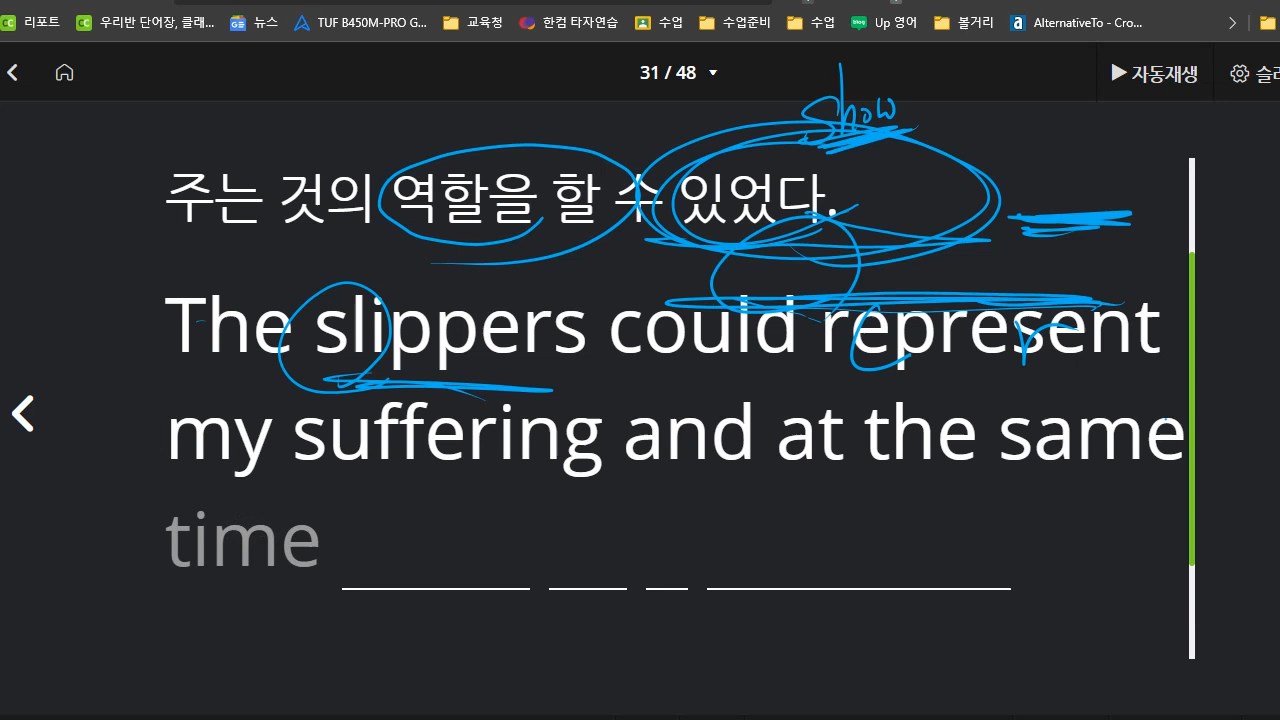 리포트 우리반 단어장, 클래... 뉴스 TUF B450M-PRO G... 교육청 한컴 타자연습 수업 수업준비 수업 Up 영어 볼거리 AlternativeTo - Cro...
31 / 48 자동재생 슬
show
주는 것의 역할을 할 수 있었다.
The slippers could represent
my suffering and at the same
time